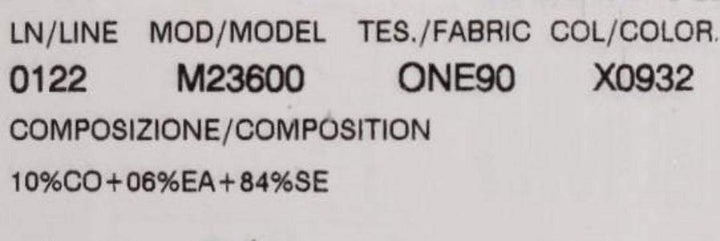 LN/LINE MOD/MODEL TES./FABRIC COL/COLOR.
0122 M23600 ONE90 X0932
COMPOSIZIONE/COMPOSITION
10%CO+06%EA+84%SE